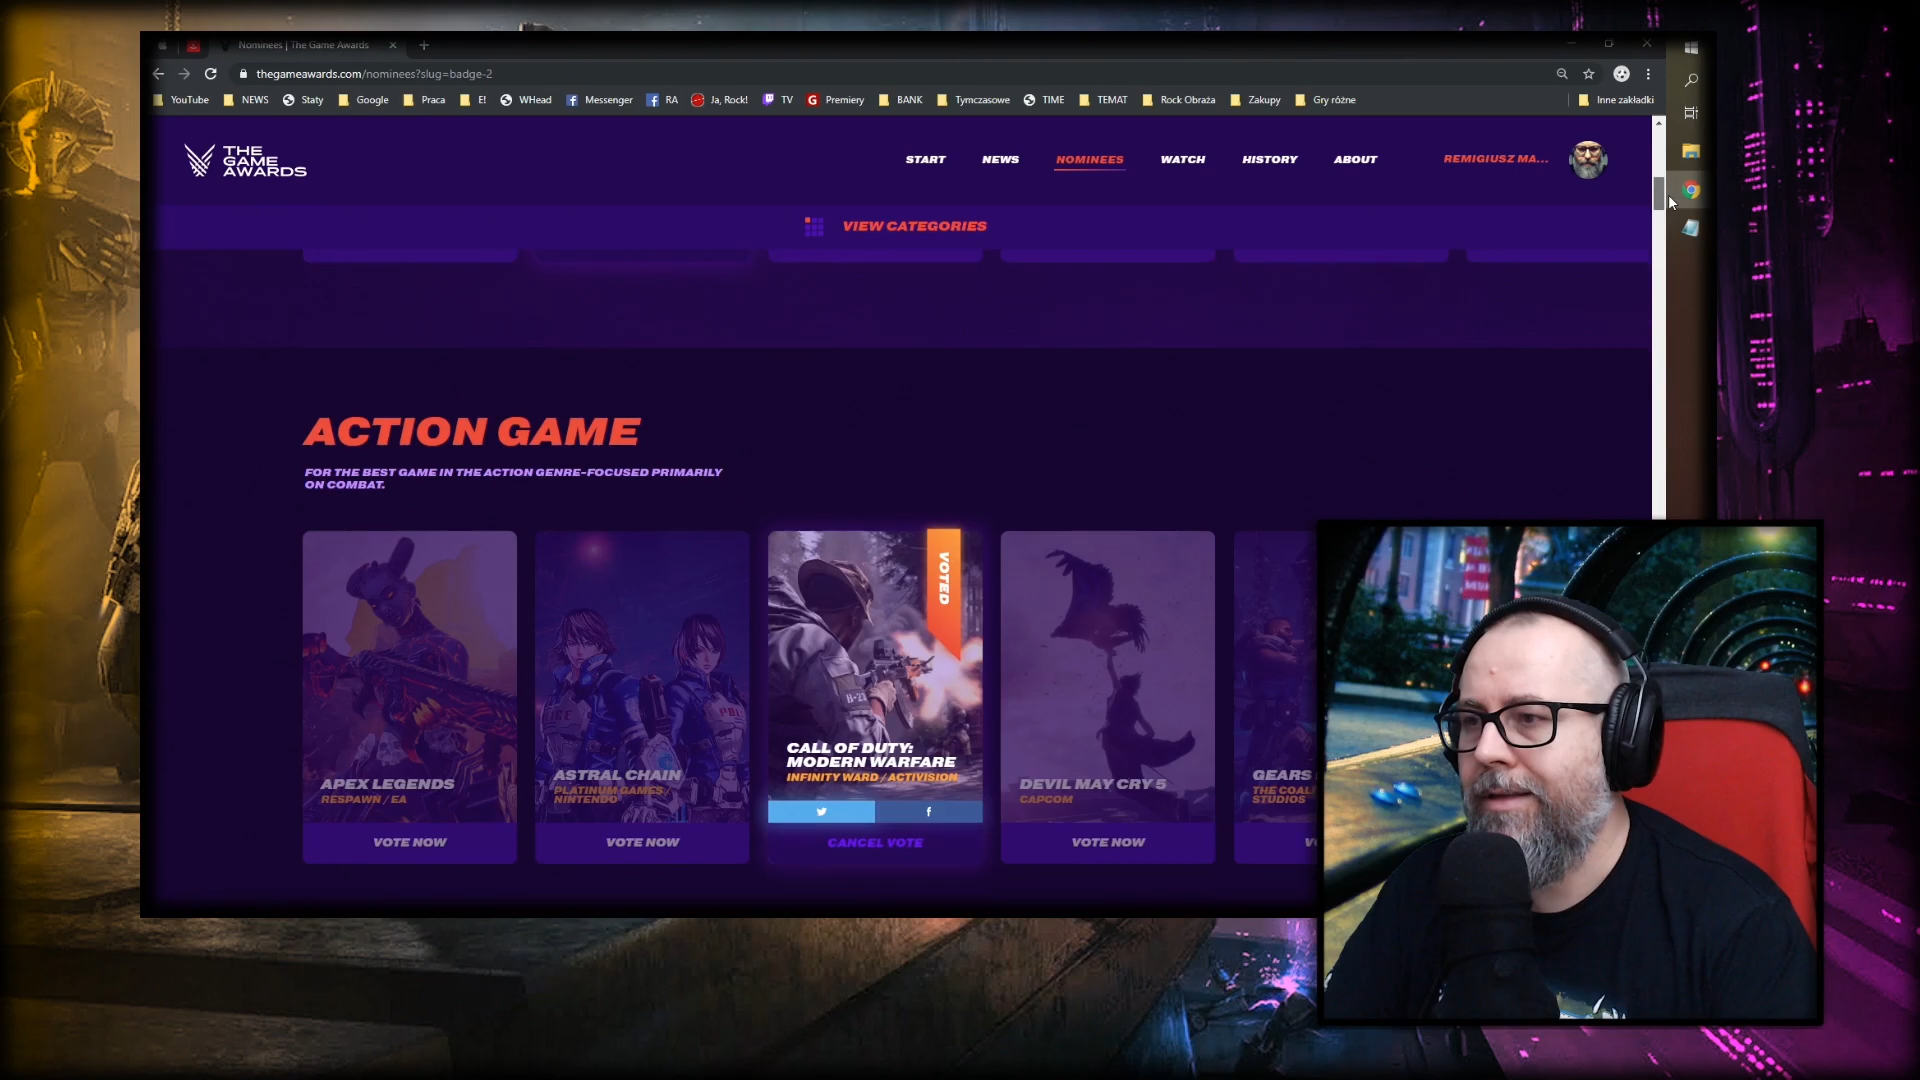 Nominees | The Game Awards
thegameawards.com/nominees?slug=badge-2
YouTube NEWS Staty Google Praca E! WHead Messenger RA Ja, Rock! TV Premiery BANK Tymczasowe TIME TEMAT Rock Obraża Zakupy Gry różne Inne zakładki
THE
GAME
AWARDS
START NEWS NOMINEES WATCH HISTORY ABOUT REMIGIUSZ MA...
VIEW CATEGORIES
ACTION GAME
FOR THE BEST GAME IN THE ACTION GENRE-FOCUSED PRIMARILY
ON COMBAT.
APEX LEGENDS
RESPAWN / EA
VOTE NOW
ASTRAL CHAIN
PLATINUM GAMES
NINTENDO
VOTE NOW
VOTED
CALL OF DUTY:
MODERN WARFARE
INFINITY WARD / ACTIVISION
CANCEL VOTE
DEVIL MAY CRY 5
CAPCOM
VOTE NOW
GEARS
THE COALI
STUDIOS